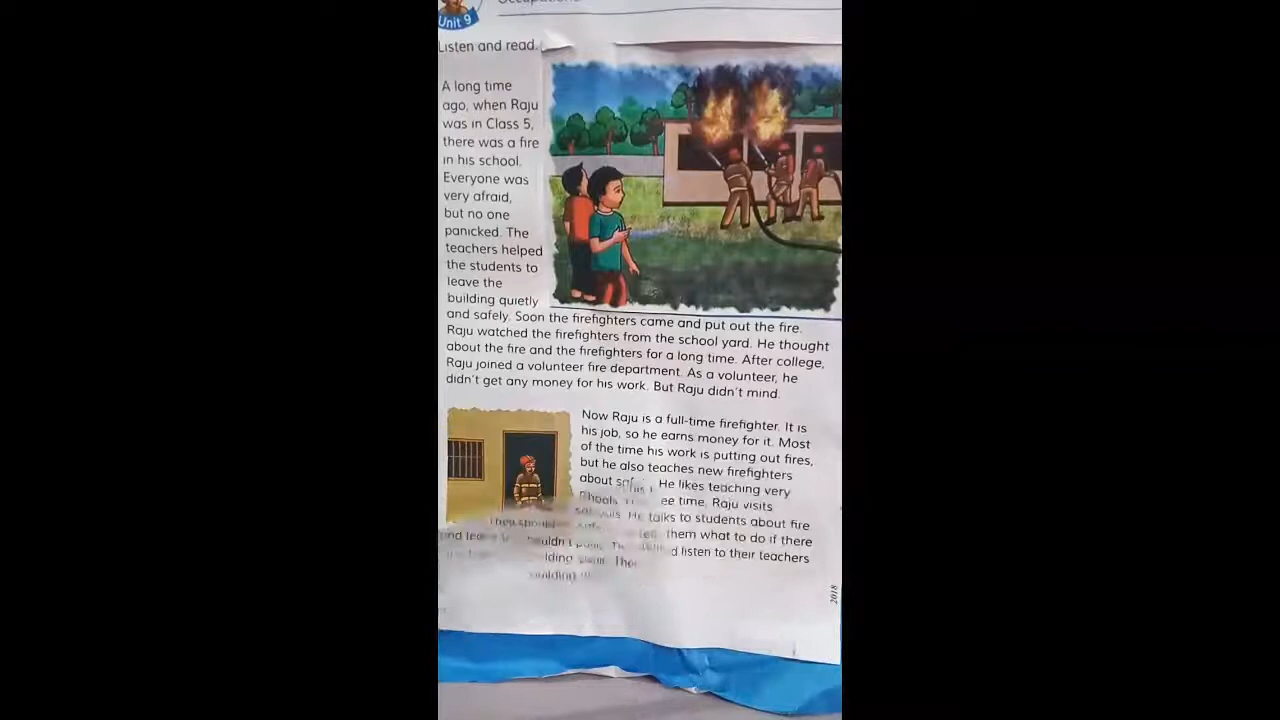 Unit 9
Listen and read.
A long time
ago, when Raju
was in Class 5,
there was a fire
in his school.
Everyone was
very afraid,
but no one
panicked. The
teachers helped
the students to
leave the
building quietly
and safely. Soon the firefighters came and put out the fire.
Raju watched the firefighters from the school yard. He thought
about the fire and the firefighters for a long time. After college,
Raju joined a volunteer fire department. As a volunteer, he
didn't get any money for his work. But Raju didn't mind.
Now Raju is a full-time firefighter. It is
his job, so he earns money for it. Most
of the time his work is putting out fires,
but he also teaches new firefighters
about He likes teaching very
time, Raju visits
He talks to students about fire
them what to do if there
listen to their teachers
2018